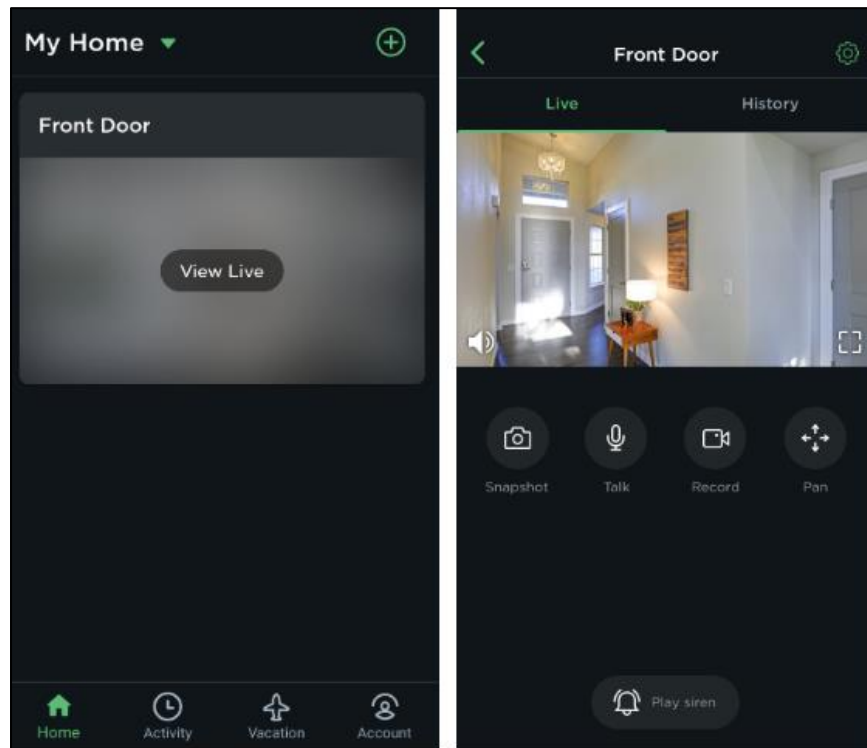 My Home
Front Door
View Live
Home
Activity
Vacation
Account
Front Door
Live
History
Snapshot
Talk
Record
Pan
Play siren